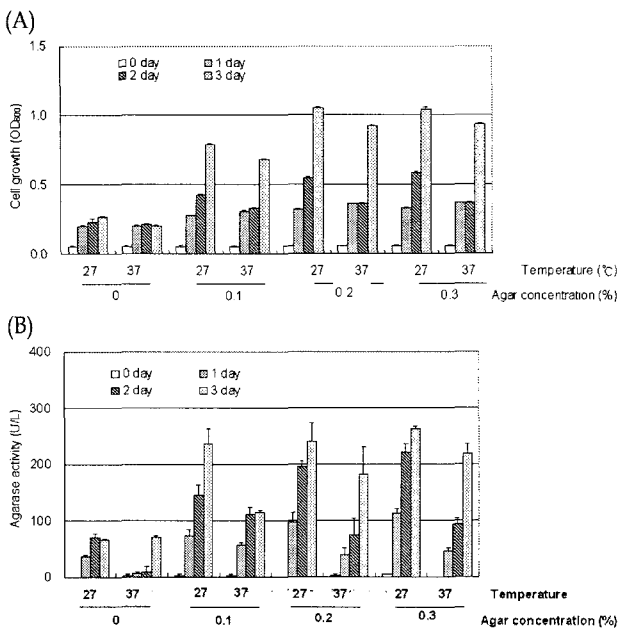 (A)
1.5
1.0
0.5
0.0
Cell growth (OD600)
0 day 1 day
2 day 3 day
27 37 27 37 27 37 27 37 Temperature (℃)
0 0.1 0.2 0.3 Agar concentration (%)
(B)
400
300
200
100
0
Agarase activity (U/L)
0 day 1 day
2 day 3 day
27 37 27 37 27 37 27 37 Temperature
0 0.1 0.2 0.3 Agar concentration (%)